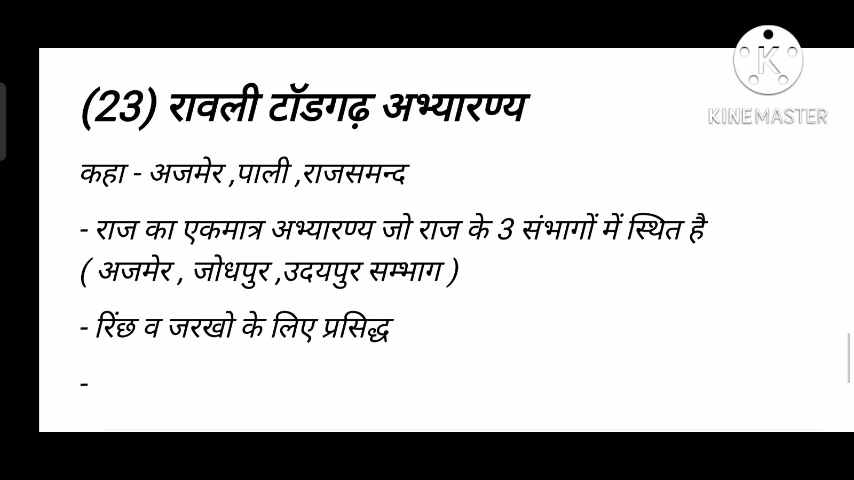 K
KINEMASTER
(23) रावली टॉडगढ़ अभ्यारण्य
कहा - अजमेर ,पाली ,राजसमन्द
- राज का एकमात्र अभ्यारण्य जो राज के 3 संभागों में स्थित है
( अजमेर , जोधपुर ,उदयपुर सम्भाग )
- रिंछ व जरखो के लिए प्रसिद्ध
-